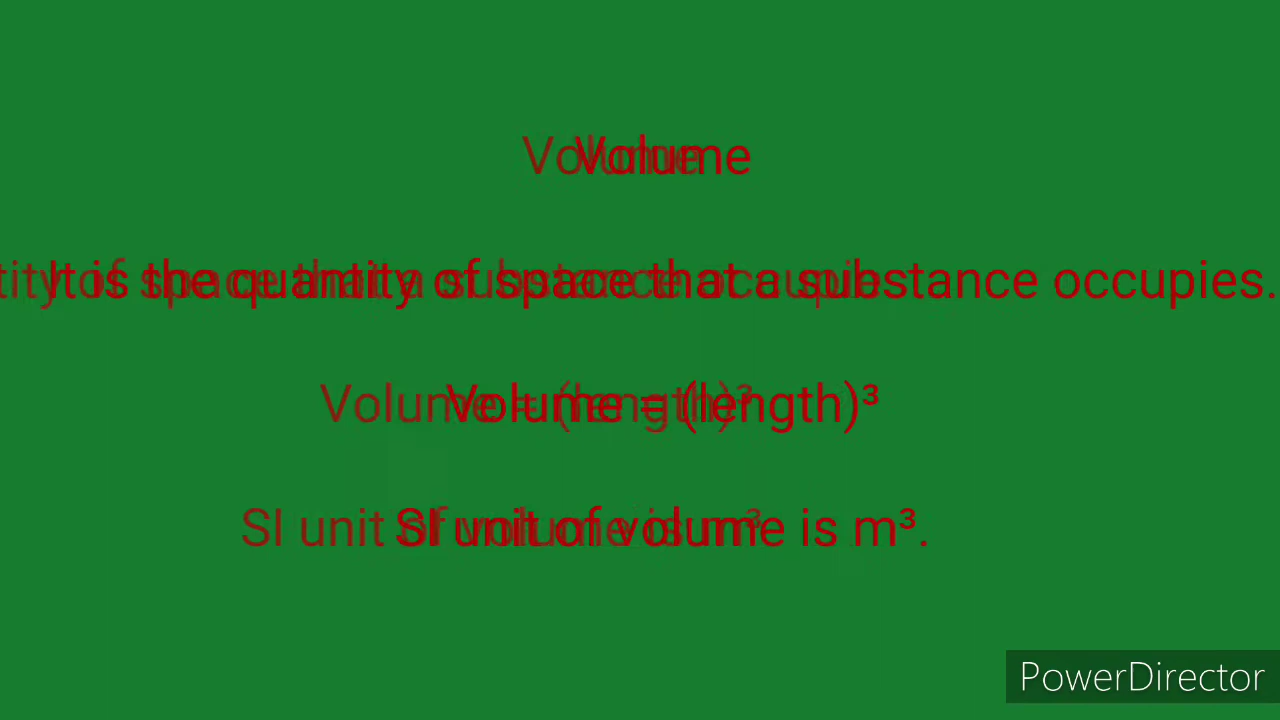 Volume
It is the quantity of space that a substance occupies.
Volume = (length)³
SI unit of volume is m³.
PowerDirector